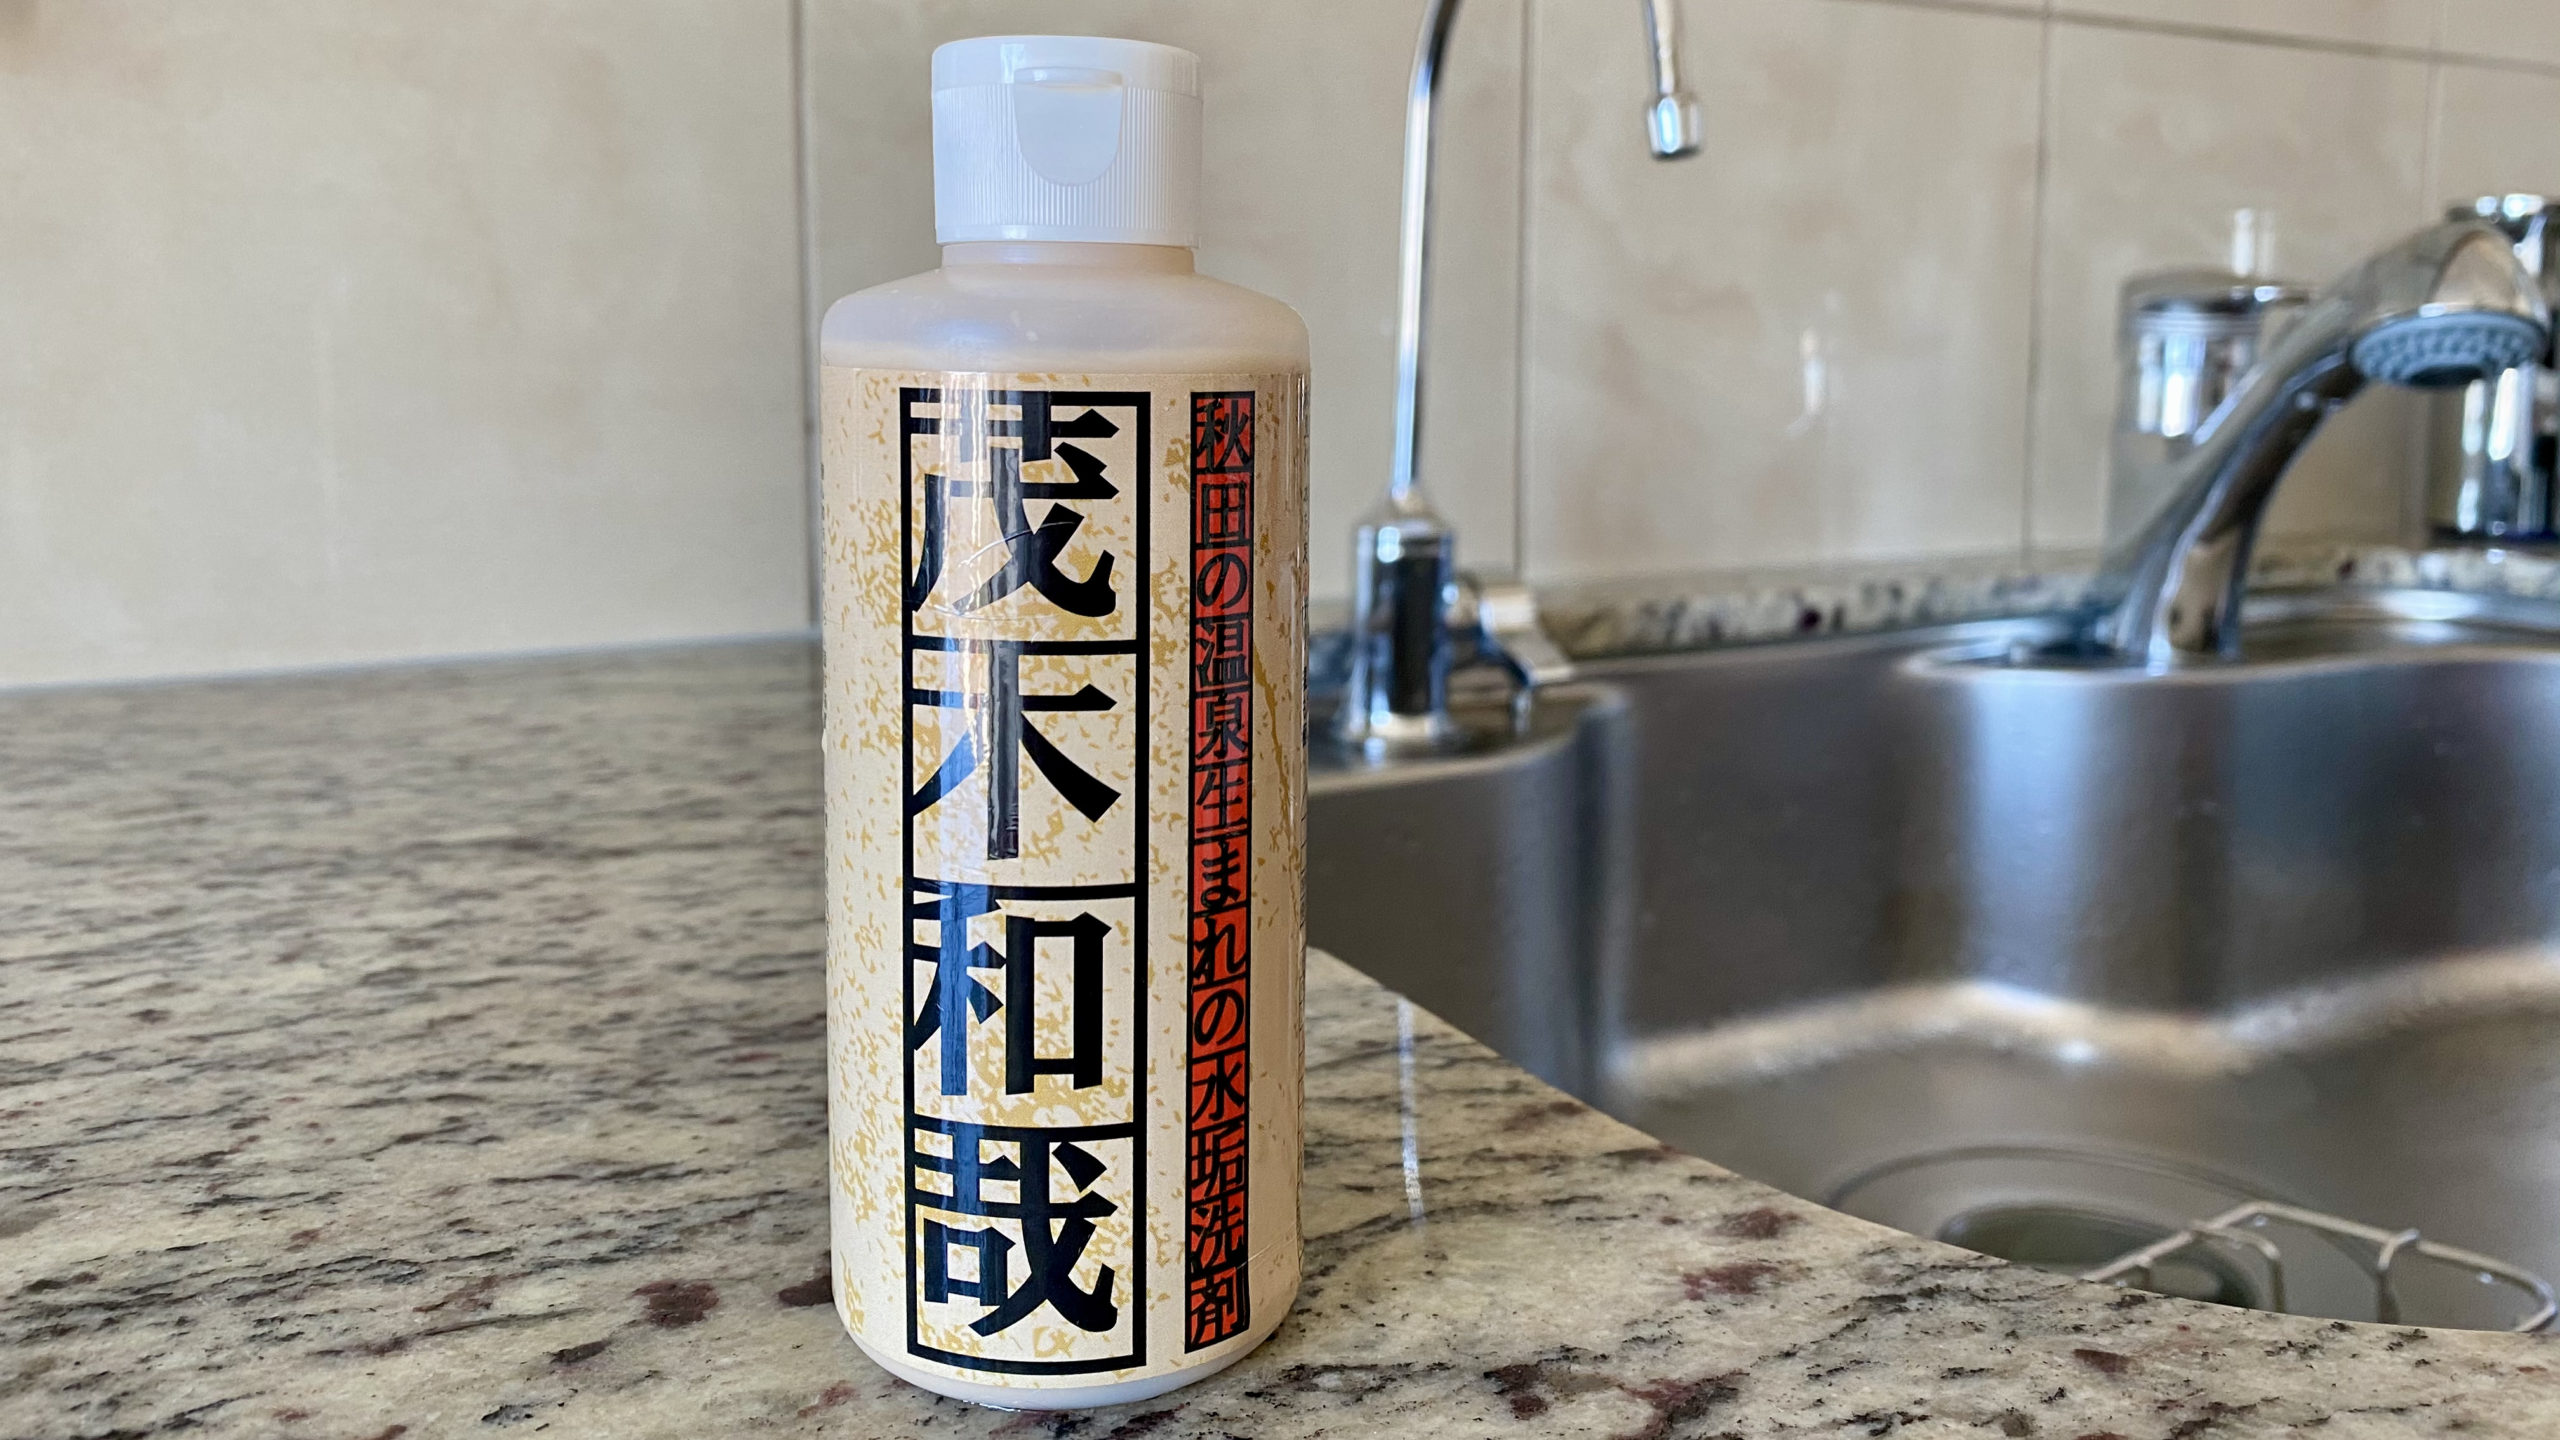 秋田の温泉生まれの水垢洗剤
茂木和哉